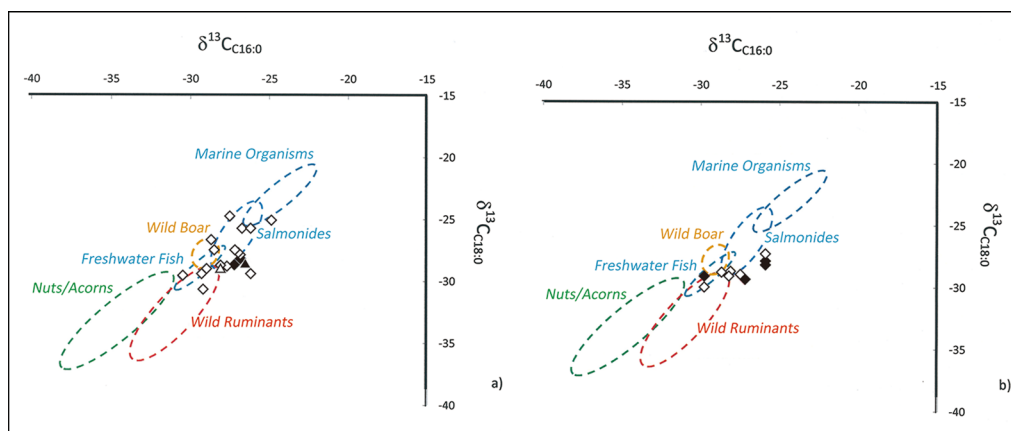 δ13CC16:0
-40 -35 -30 -25 -20 -15
-15
-20
Marine Organisms
δ13CC18:0
-25
Wild Boar
Salmonides
Freshwater Fish
-30
Nuts/Acorns
Wild Ruminants
-35
a)
-40
δ13CC16:0
-40 -35 -30 -25 -20 -15
-15
-20
Marine Organisms
δ13CC18:0
-25
Wild Boar
Salmonides
Freshwater Fish
-30
Nuts/Acorns
Wild Ruminants
-35
b)
-40